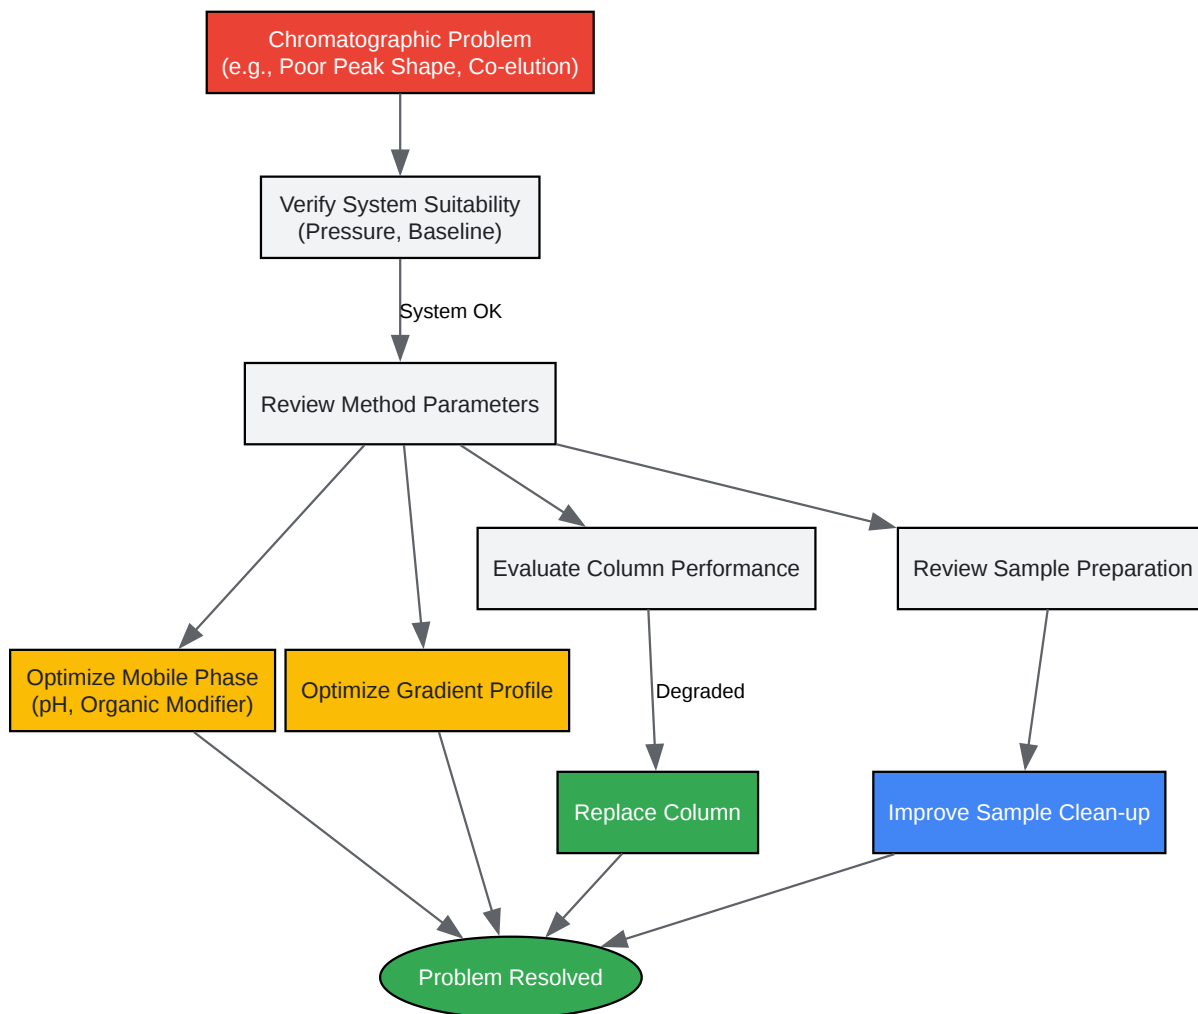 Chromatographic Problem
(e.g., Poor Peak Shape, Co-elution)
Verify System Suitability
(Pressure, Baseline)
System OK
Review Method Parameters
Evaluate Column Performance
Review Sample Preparation
Optimize Mobile Phase
(pH, Organic Modifier)
Optimize Gradient Profile
Degraded
Replace Column
Improve Sample Clean-up
Problem Resolved